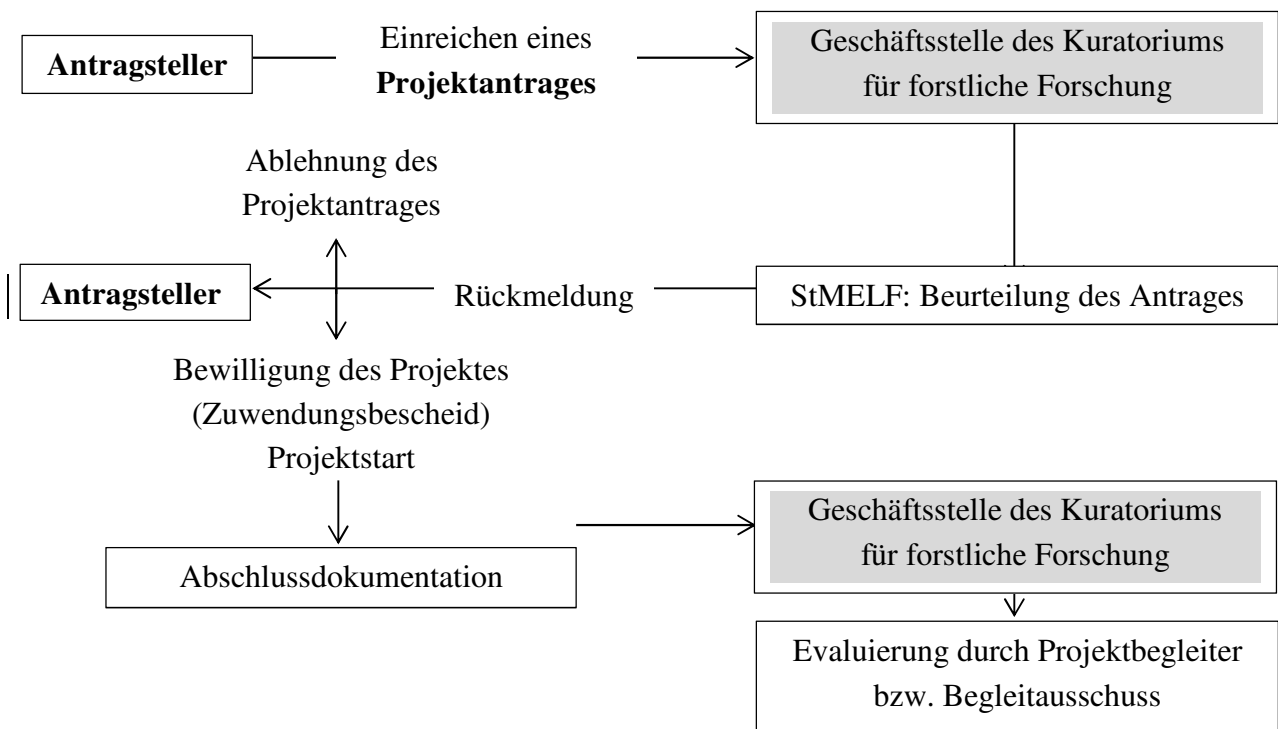 Antragsteller
Einreichen eines
Projektantrages
Geschäftsstelle des Kuratoriums
für forstliche Forschung
Ablehnung des
Projektantrages
Antragsteller
Rückmeldung
StMELF: Beurteilung des Antrages
Bewilligung des Projektes
(Zuwendungsbescheid)
Projektstart
Abschlussdokumentation
Geschäftsstelle des Kuratoriums
für forstliche Forschung
Evaluierung durch Projektbegleiter
bzw. Begleitausschuss